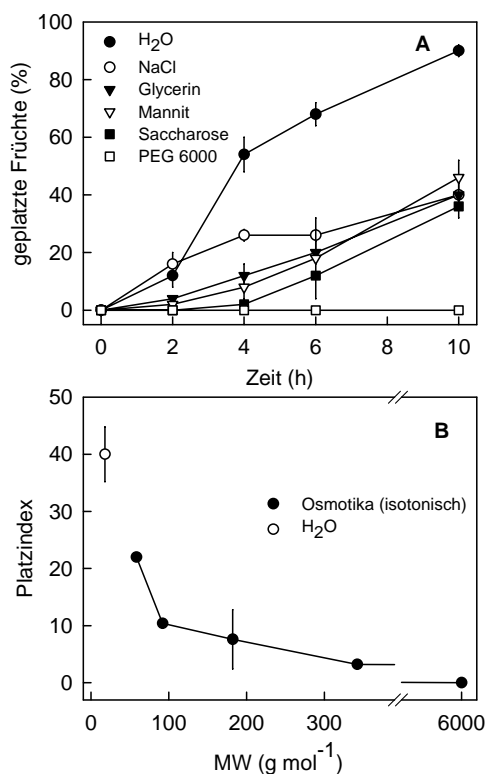 A
H₂O
NaCl
Glycerin
Mannit
Saccharose
PEG 6000
geplatzte Früchte (%)
100
80
60
40
20
0
0 2 4 6 8 10
Zeit (h)
B
Osmotika (isotonisch)
H₂O
Platzindex
50
40
30
20
10
0
0 100 200 300 6000
MW (g mol⁻¹)